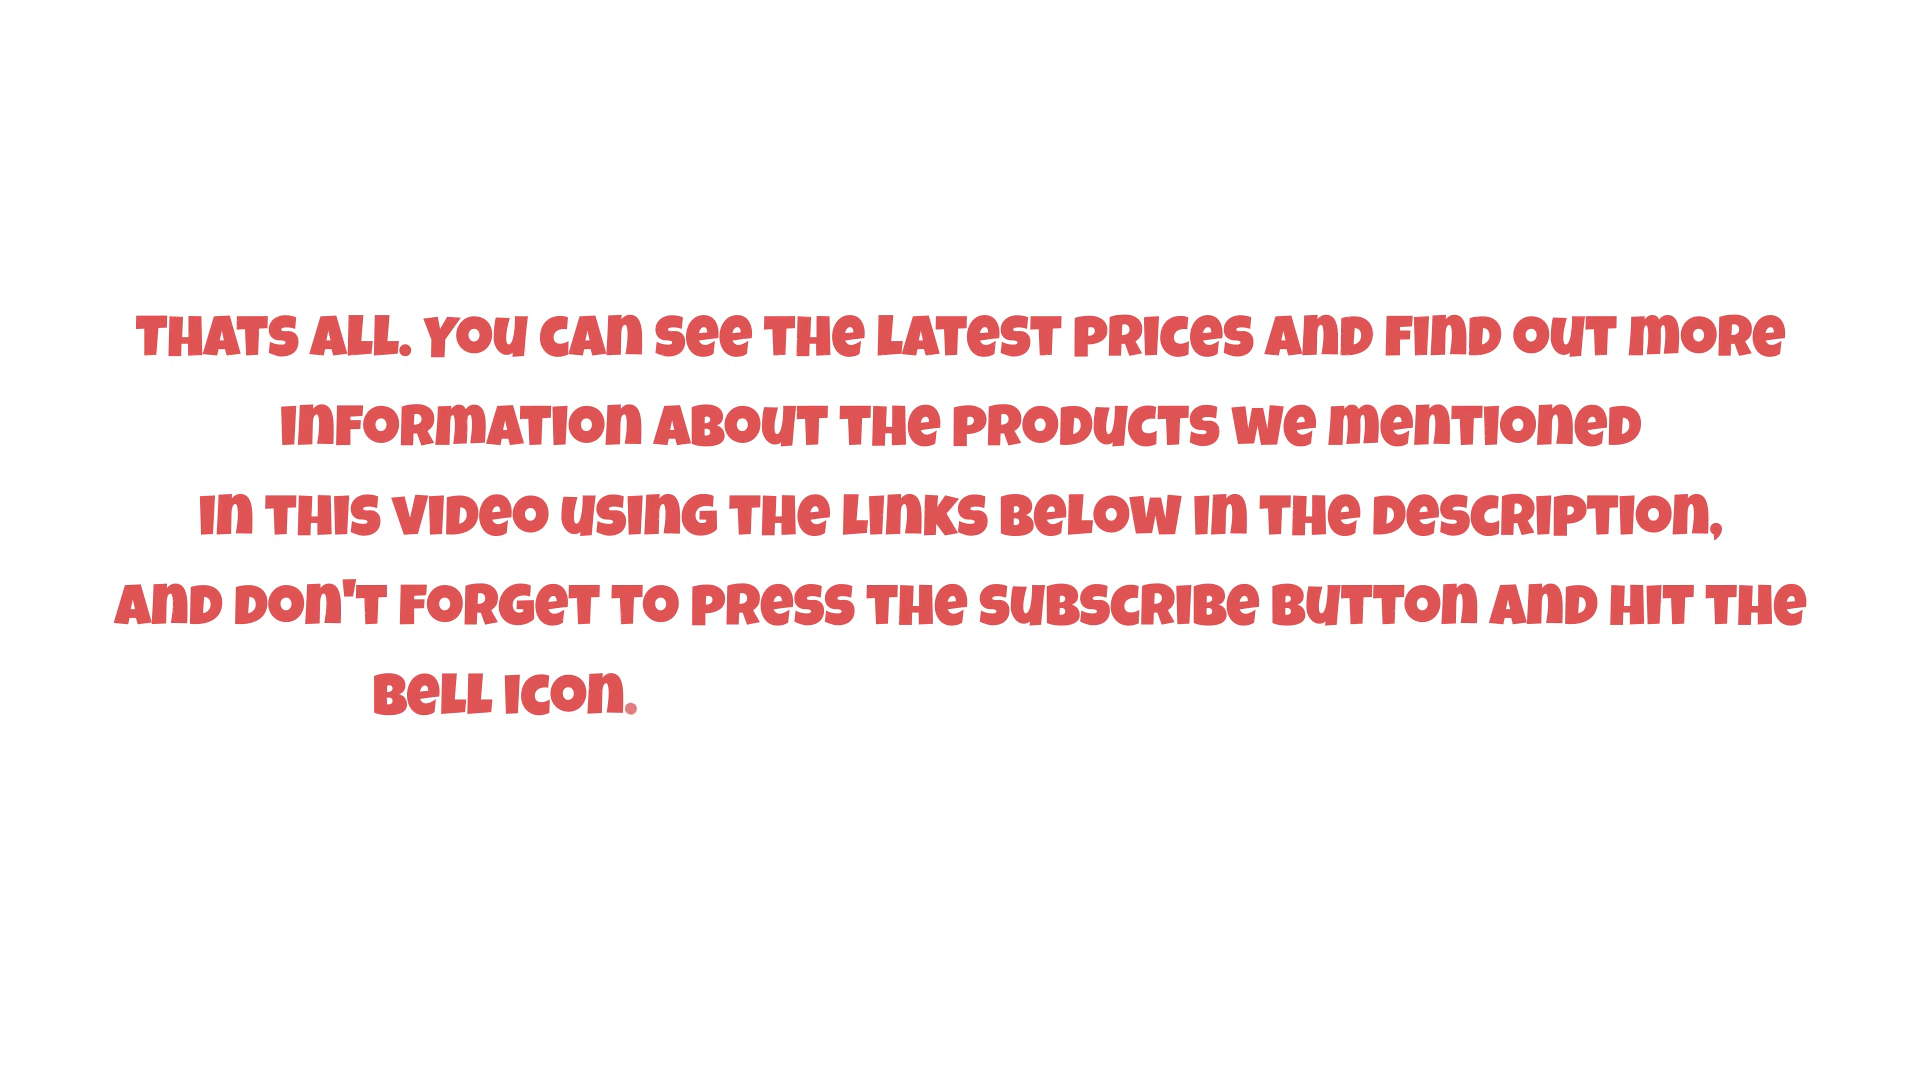 Thats all. You can see the latest prices and find out more
information about the products we mentioned
in this video using the links below in the description,
and don't forget to press the subscribe button and hit the
bell icon.